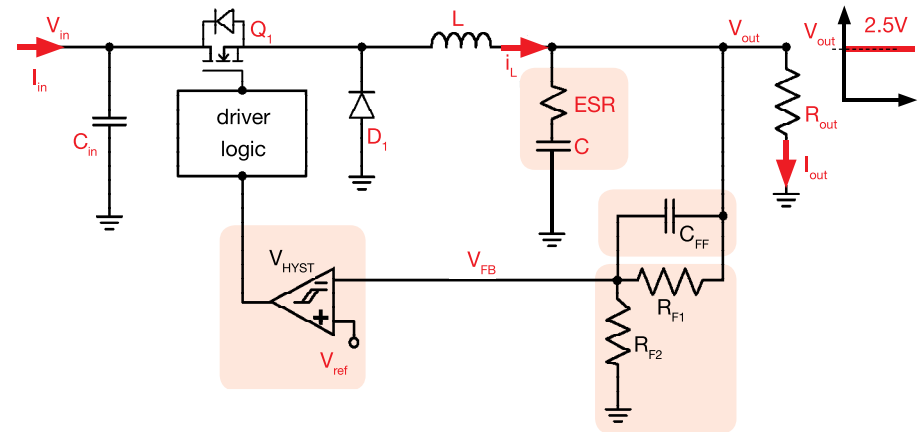 Vin
Q1
L
Vout
Vout
2.5V
Iin
iL
driver
logic
Cin
D1
ESR
C
Rout
Iout
CFF
VHYST
VFB
RF1
+
Vref
RF2